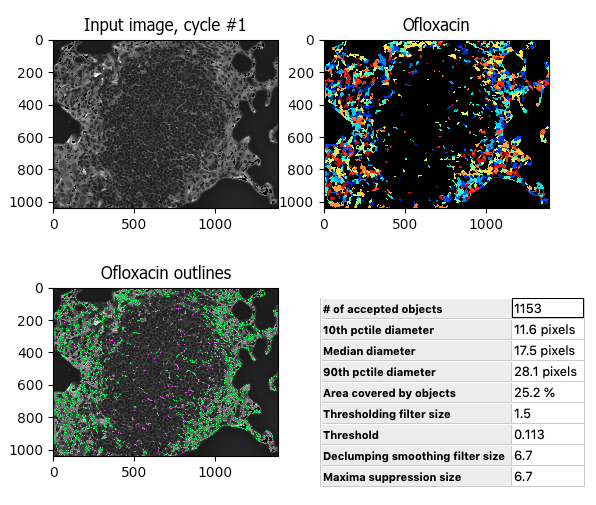 Input image, cycle #1
0
200
400
600
800
1000
0
500
1000
Ofloxacin
0
200
400
600
800
1000
0
500
1000
Ofloxacin outlines
0
200
400
600
800
1000
0
500
1000
# of accepted objects 1153
10th pctile diameter 11.6 pixels
Median diameter 17.5 pixels
90th pctile diameter 28.1 pixels
Area covered by objects 25.2 %
Thresholding filter size 1.5
Threshold 0.113
Declumping smoothing filter size 6.7
Maxima suppression size 6.7